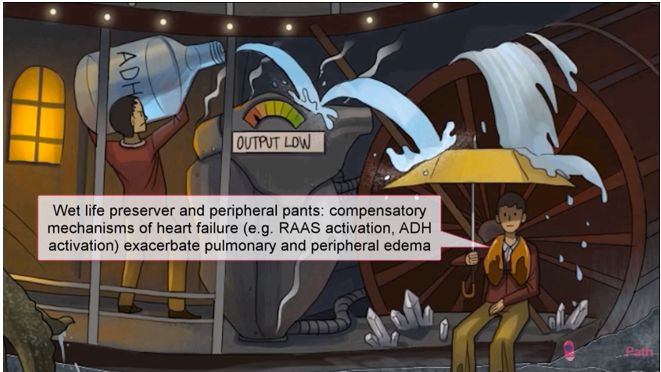 ADH
OUTPUT LOW
Wet life preserver and peripheral pants: compensatory
mechanisms of heart failure (e.g. RAAS activation, ADH
activation) exacerbate pulmonary and peripheral edema
Path